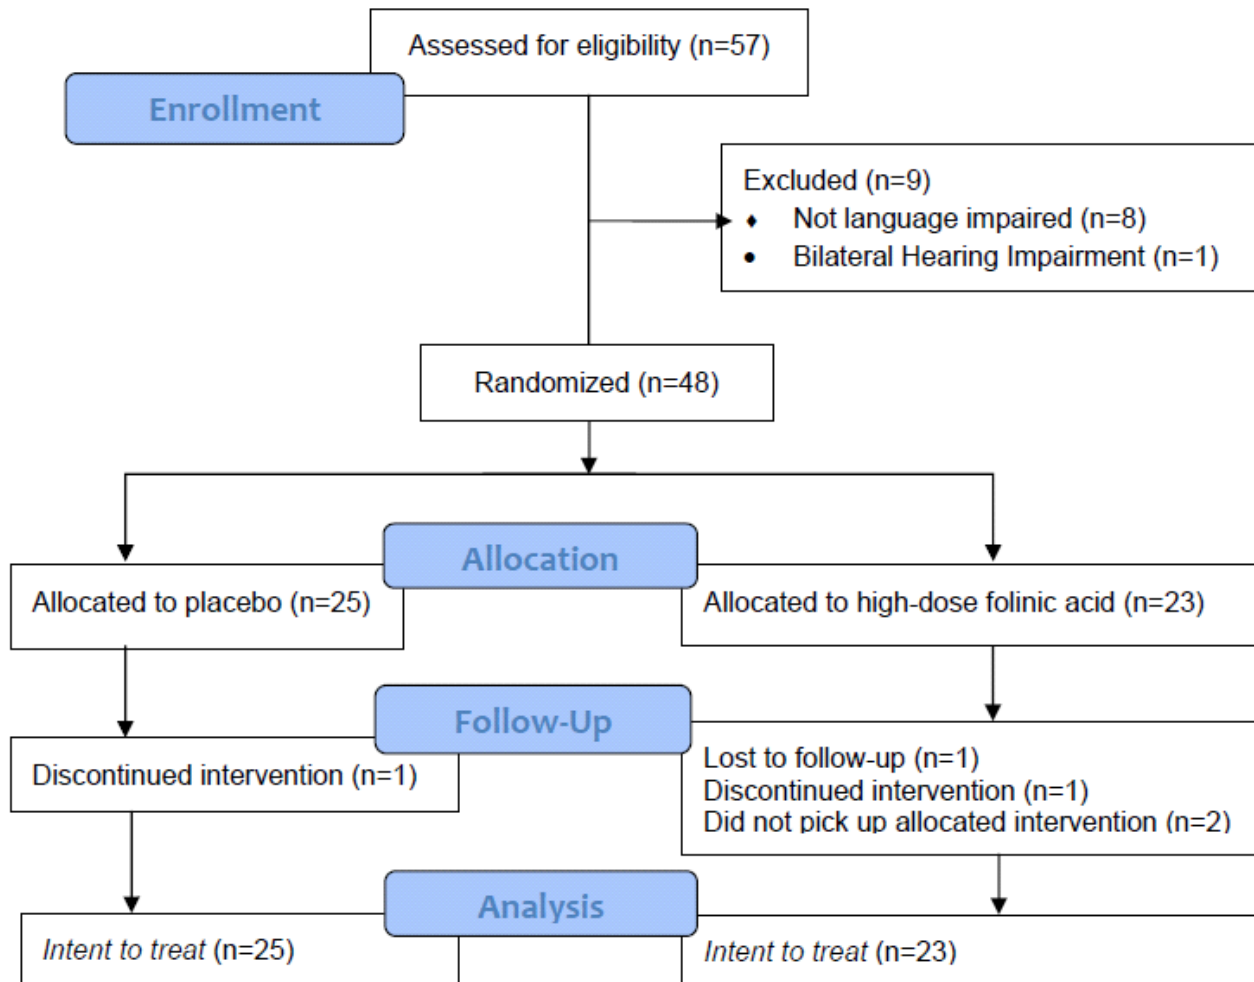 Assessed for eligibility (n=57)
Enrollment
Excluded (n=9)
♦ Not language impaired (n=8)
● Bilateral Hearing Impairment (n=1)
Randomized (n=48)
Allocation
Allocated to placebo (n=25)
Allocated to high-dose folinic acid (n=23)
Follow-Up
Discontinued intervention (n=1)
Lost to follow-up (n=1)
Discontinued intervention (n=1)
Did not pick up allocated intervention (n=2)
Analysis
Intent to treat (n=25)
Intent to treat (n=23)